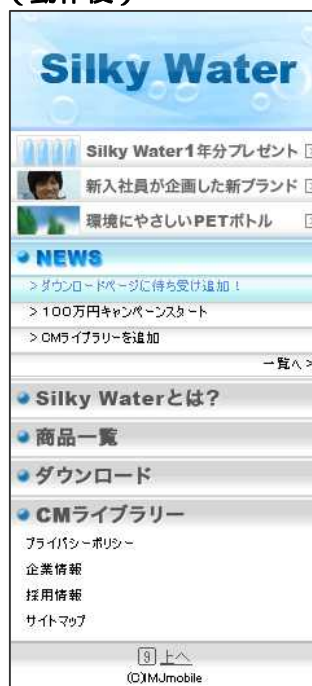 （動作後）
Silky Water
Silky Water1年分プレゼント
新入社員が企画した新ブランド
環境にやさしいPETボトル
NEWS
>ダウンロードページに待ち受け追加！
>100万円キャンペーンスタート
>CMライブラリーを追加
一覧へ>
Silky Waterとは?
商品一覧
ダウンロード
CMライブラリー
プライバシーポリシー
企業情報
採用情報
サイトマップ
9 上へ
(C)IMJmobile